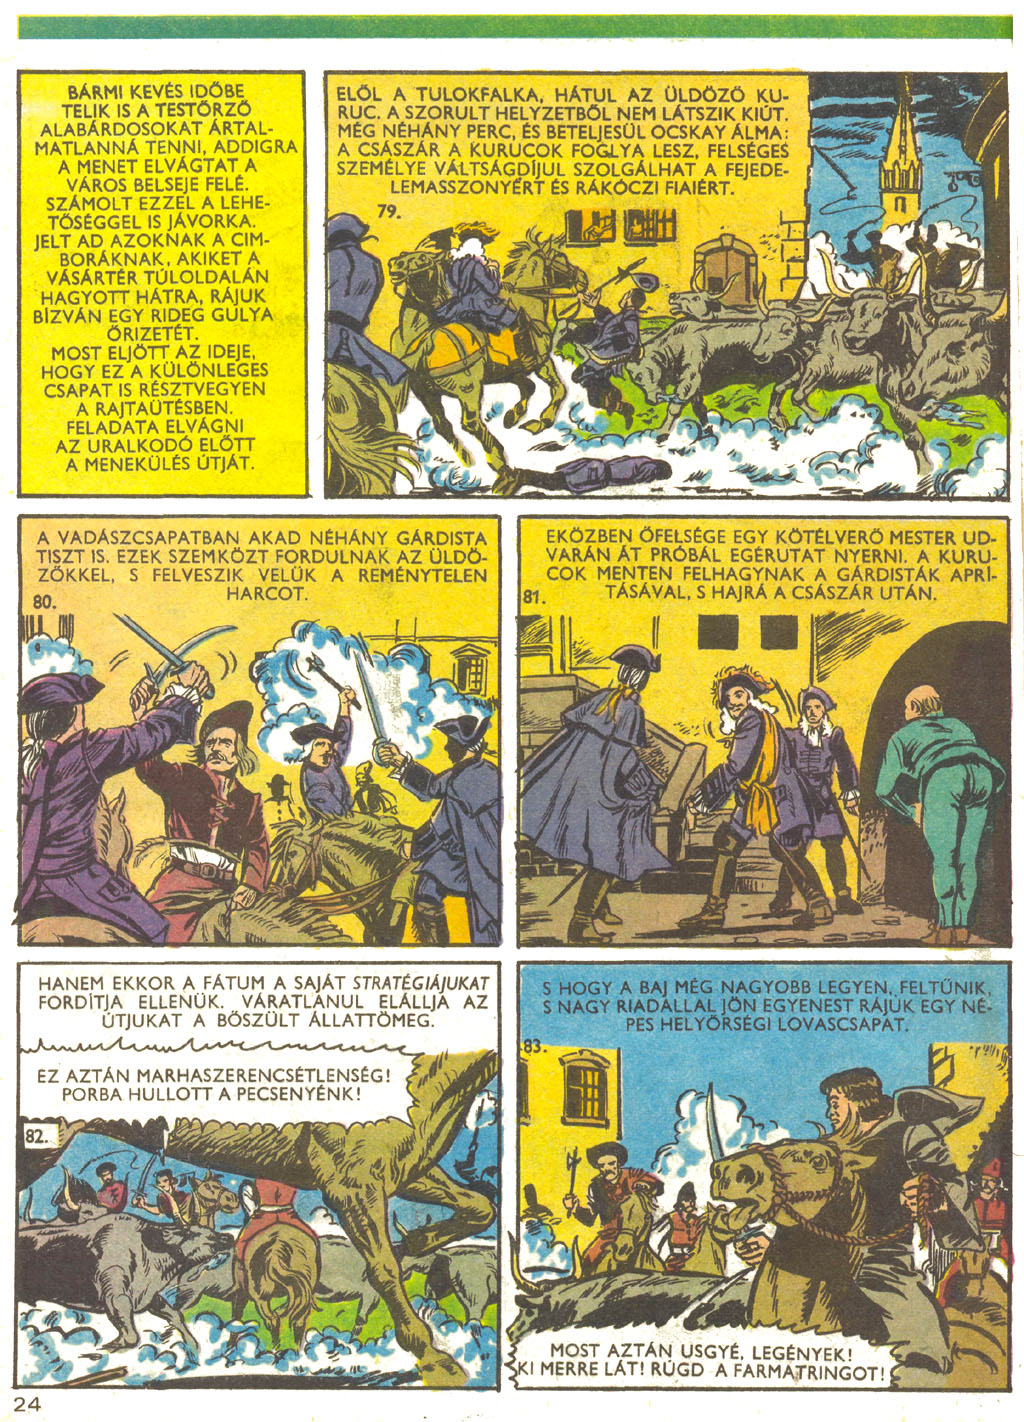 BÁRMI KEVÉS IDŐBE
TELIK IS A TESTŐRZŐ
ALABÁRDOSOKAT ÁRTAL-
MATLANNÁ TENNI, ADDIGRA
A MENET ELVÁGTAT A
VÁROS BELSEJE FELÉ.
SZÁMOLT EZZEL A LEHE-
TŐSÉGGEL IS JÁVORKA.
JELT AD AZOKNAK A CIM-
BORÁKNAK, AKIKET A
VÁSÁRTÉR TÚLOLDALÁN
HAGYOTT HÁTRA, RÁJUK
BÍZVÁN EGY RIDEG GULYA
ŐRIZETÉT.
MOST ELJÖTT AZ IDEJE,
HOGY EZ A KÜLÖNLEGES
CSAPAT IS RÉSZTVEGYEN
A RAJTAÜTÉSBEN.
FELADATA ELVÁGNI
AZ URALKODÓ ELŐTT
A MENEKÜLÉS ÚTJÁT.
ELÖL A TULOKFALKA, HÁTUL AZ ÜLDÖZŐ KU-
RUC. A SZORULT HELYZETBŐL NEM LÁTSZIK KIÚT.
MÉG NÉHÁNY PERC, ÉS BETELJESÜL OCSKAY ÁLMA:
A CSÁSZÁR A KURUCOK FOGLYA LESZ, FELSÉGES
SZEMÉLYE VÁLTSÁGDÍJUL SZOLGÁLHAT A FEJEDE-
LEMASSZONYÉRT ÉS RÁKÓCZI FIAIÉRT.
79.
A VADÁSZCSAPATBAN AKAD NÉHÁNY GÁRDISTA
TISZT IS. EZEK SZEMKÖZT FORDULNAK AZ ÜLDÖ-
ZŐKKEL, S FELVESZIK VELÜK A REMÉNYTELEN
HARCOT.
80.
EKÖZBEN ŐFELSÉGE EGY KÖTÉLVERŐ MESTER UD-
VARÁN ÁT PRÓBÁL EGÉRUTAT NYERNI. A KURU-
COK MENTEN FELHAGYNAK A GÁRDISTÁK APRÍ-
TÁSÁVAL, S HAJRÁ A CSÁSZÁR UTÁN.
81.
HANEM EKKOR A FÁTUM A SAJÁT STRATÉGIÁJUKAT
FORDÍTJA ELLENÜK. VÁRATLANUL ELÁLLJA AZ
ÚTJUKAT A BŐSZÜLT ÁLLATTÖMEG.
EZ AZTÁN MARHASZERENCSÉTLENSÉG!
PORBA HULLOTT A PECSENYÉNK!
82.
S HOGY A BAJ MÉG NAGYOBB LEGYEN, FELTŰNIK,
S NAGY RIADALLAL JÖN EGYENEST RÁJUK EGY NÉ-
PES HELYŐRSÉGI LOVASCSAPAT.
83.
MOST AZTÁN USGYÉ, LEGÉNYEK!
KI MERRE LÁT! RÚGD A FARMATRINGOT!
24